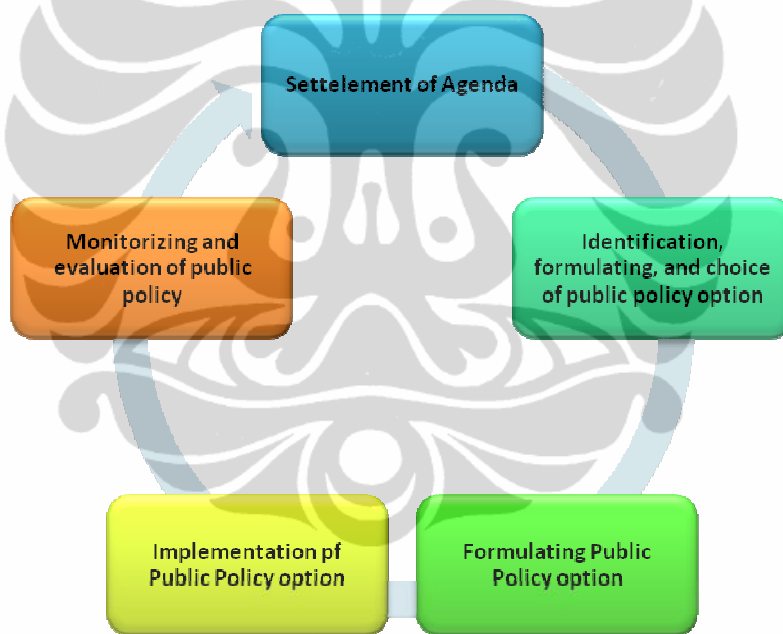 Settelement of Agenda
Identification,
formulating, and choice
of public policy option
Formulating Public
Policy option
Implementation pf
Public Policy option
Monitorizing and
evaluation of public
policy